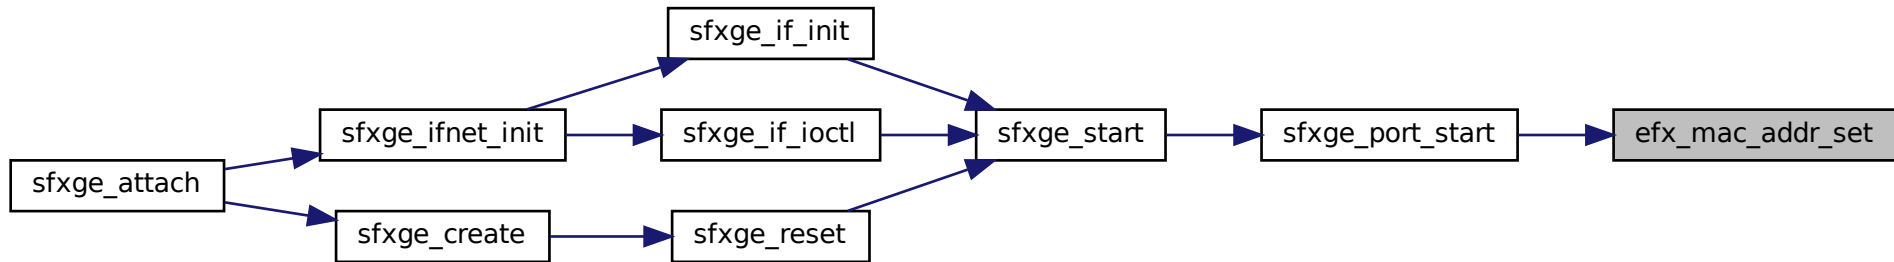 sfxge_if_init
sfxge_ifnet_init
sfxge_if_ioctl
sfxge_start
sfxge_port_start
efx_mac_addr_set
sfxge_attach
sfxge_create
sfxge_reset